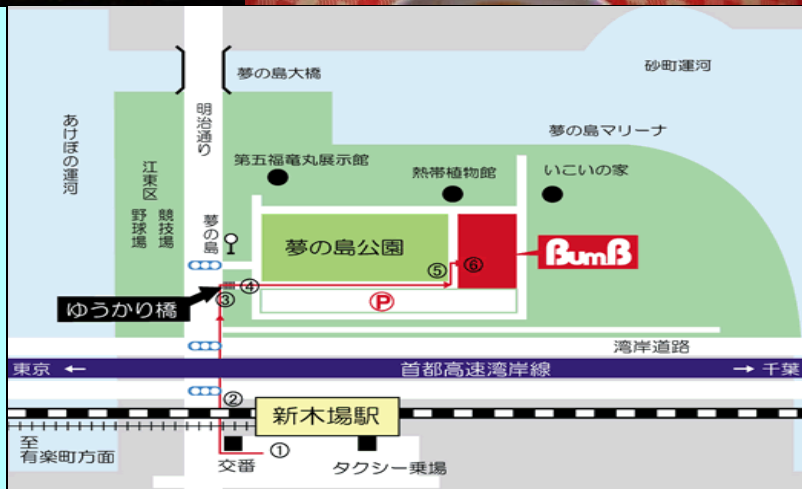 夢の島大橋
砂町運河
あけぼの運河
明治通り
夢の島マリーナ
江東区
野球場
競技場
第五福竜丸展示館
熱帯植物館
いこいの家
夢の島
夢の島公園
⑤
⑥
BumB
③
④
ゆうかり橋
P
湾岸道路
東京 ←
首都高速湾岸線
→ 千葉
②
新木場駅
至
有楽町方面
交番
①
タクシー乗場